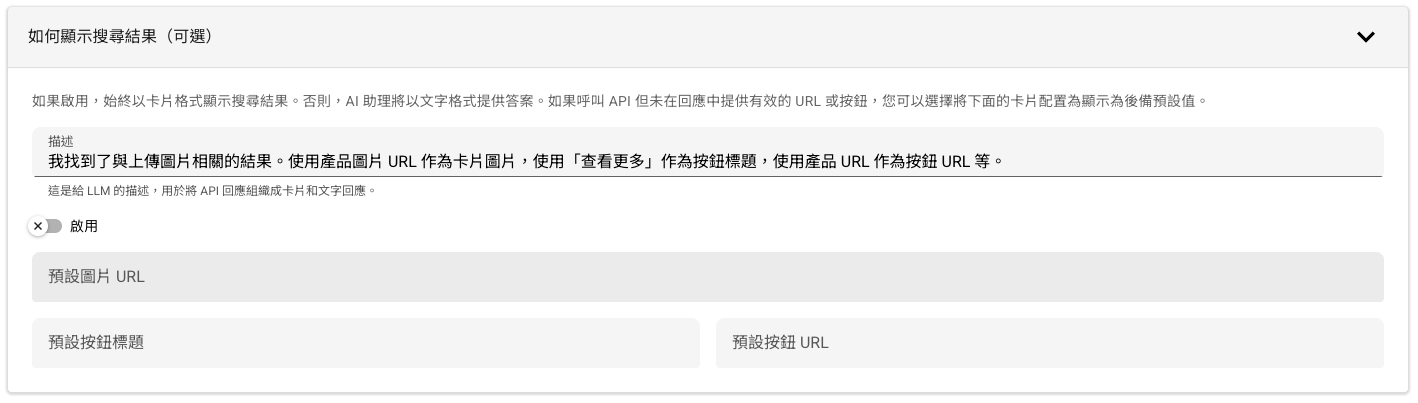 如何顯示搜尋結果（可選）
如果啟用，始終以卡片格式顯示搜尋結果。否則，AI 助理將以文字格式提供答案。如果呼叫 API 但未在回應中提供有效的 URL 或按鈕，您可以選擇將下面的卡片配置為顯示為後備預設值。
描述
我找到了與上傳圖片相關的結果。使用產品圖片 URL 作為卡片圖片，使用「查看更多」作為按鈕標題，使用產品 URL 作為按鈕 URL 等。
這是給 LLM 的描述，用於將 API 回應組織成卡片和文字回應。
啟用
預設圖片 URL
預設按鈕標題
預設按鈕 URL